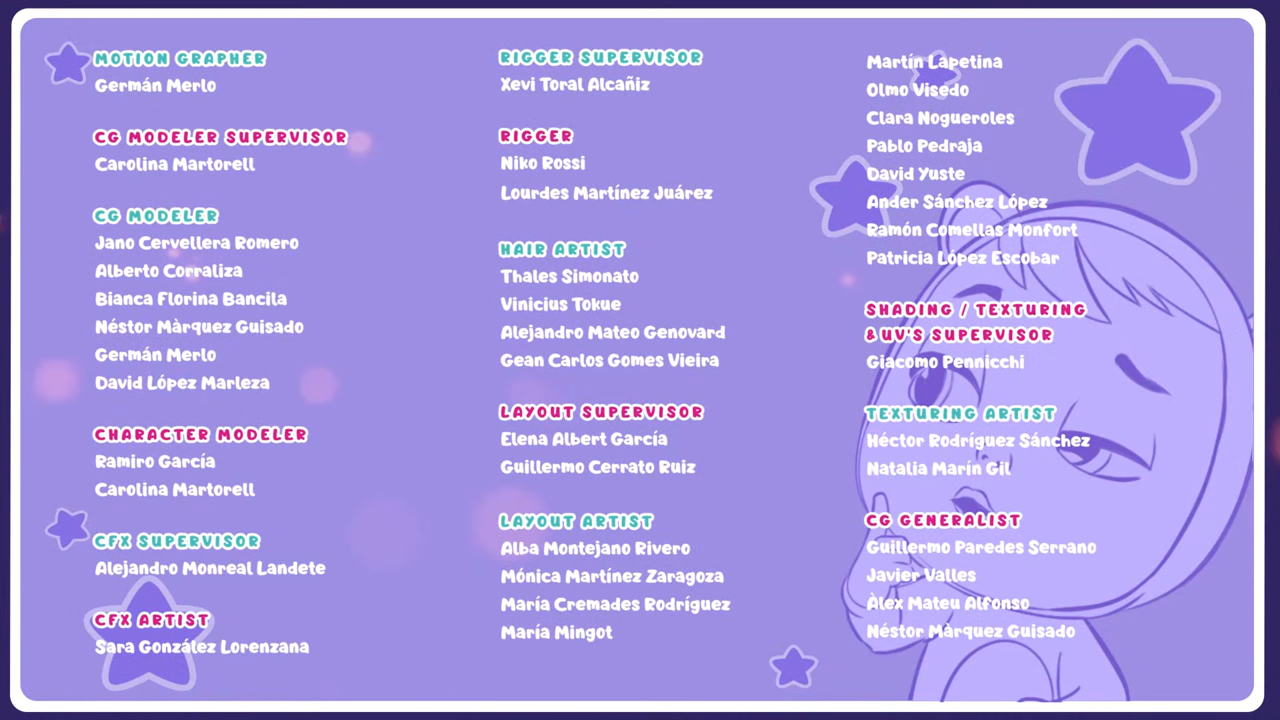 MOTION GRAPHER
Germán Merlo
CG MODELER SUPERVISOR
Carolina Martorell
CG MODELER
Jano Cervellera Romero
Alberto Corraliza
Bianca Florina Bancila
Néstor Màrquez Guisado
Germán Merlo
David López Marleza
CHARACTER MODELER
Ramiro García
Carolina Martorell
CFX SUPERVISOR
Alejandro Monreal Landete
CFX ARTIST
Sara González Lorenzana
RIGGER SUPERVISOR
Xevi Toral Alcañiz
RIGGER
Niko Rossi
Lourdes Martínez Juárez
HAIR ARTIST
Thales Simonato
Vinicius Tokue
Alejandro Mateo Genovard
Gean Carlos Gomes Vieira
LAYOUT SUPERVISOR
Elena Albert García
Guillermo Cerrato Ruiz
LAYOUT ARTIST
Alba Montejano Rivero
Mónica Martínez Zaragoza
María Cremades Rodríguez
María Mingot
Martín Lapetina
Olmo Visedo
Clara Nogueroles
Pablo Pedraja
David Yuste
Ander Sánchez López
Ramón Comellas Monfort
Patricia López Escobar
SHADING / TEXTURING
& UV'S SUPERVISOR
Giacomo Pennicchi
TEXTURING ARTIST
Héctor Rodríguez Sánchez
Natalia Marín Gil
CG GENERALIST
Guillermo Paredes Serrano
Javier Valles
Àlex Mateu Alfonso
Néstor Màrquez Guisado